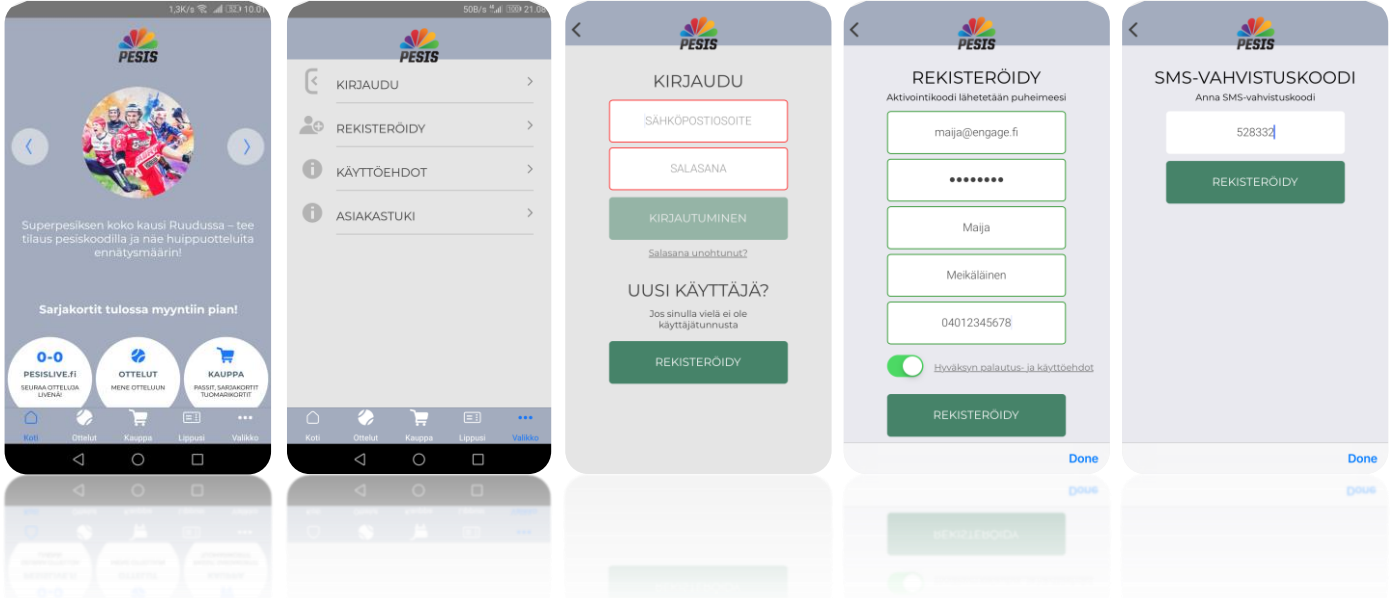 1,3K/s 10.01
PESIS
Superpesiksen koko kausi Ruudussa – tee
tilaus pesiskoodilla ja näe huippuotteluita
ennätysmäärin!
Sarjakortit tulossa myyntiin pian!
0-0
PESISLIVE.fi
SEURAA OTTELUJA
LIVENÄ!
OTTELUT
MENE OTTELUUN
KAUPPA
PASSIT, SARJAKORTIT
TUOMARIKORTIT
Koti Ottelut Kauppa Lippusi Valikko
50B/s 100 21.08
PESIS
KIRJAUDU
REKISTERÖIDY
KÄYTTÖEHDOT
ASIAKASTUKI
Koti Ottelut Kauppa Lippusi Valikko
PESIS
KIRJAUDU
SÄHKÖPOSTIOSOITE
SALASANA
KIRJAUTUMINEN
Salasana unohtunut?
UUSI KÄYTTÄJÄ?
Jos sinulla vielä ei ole
käyttäjätunnusta
REKISTERÖIDY
PESIS
REKISTERÖIDY
Aktivointikoodi lähetetään puheimeesi
maija@engage.fi
••••••••
Maija
Meikäläinen
04012345678
Hyväksyn palautus- ja käyttöehdot
REKISTERÖIDY
Done
PESIS
SMS-VAHVISTUSKOODI
Anna SMS-vahvistuskoodi
528332
REKISTERÖIDY
Done